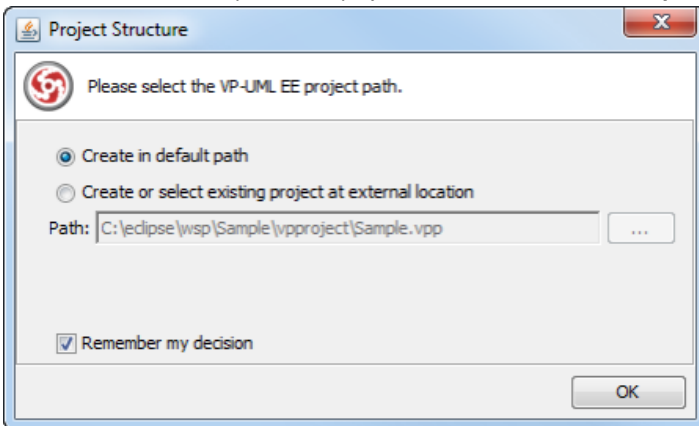 Project Structure
Please select the VP-UML EE project path.
Create in default path
Create or select existing project at external location
Path: C:\eclipse\wsp\Sample\vpproject\Sample.vpp ...
Remember my decision
OK